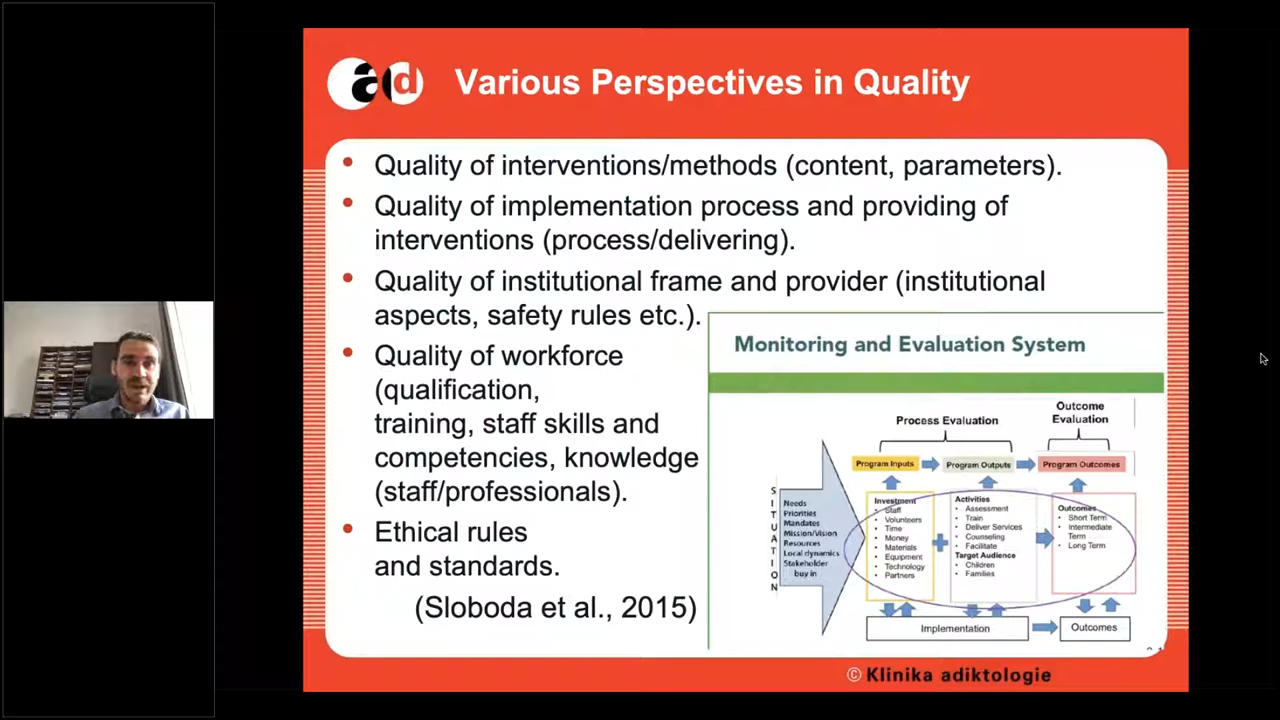 ad
Various Perspectives in Quality
• Quality of interventions/methods (content, parameters).
• Quality of implementation process and providing of
interventions (process/delivering).
• Quality of institutional frame and provider (institutional
aspects, safety rules etc.).
• Quality of workforce
(qualification,
training, staff skills and
competencies, knowledge
(staff/professionals).
• Ethical rules
and standards.
(Sloboda et al., 2015)
Monitoring and Evaluation System
Process Evaluation
Outcome
Evaluation
Program Inputs
Program Outputs
Program Outcomes
SITUATION
Needs
Priorities
Mandates
Mission/Vision
Resources
Local dynamics
Stakeholder
buy in
Investment
• Staff
• Volunteers
• Time
• Money
• Materials
• Equipment
• Technology
• Partners
Activities
• Assessment
• Train
• Deliver Services
• Counseling
• Facilitate
Target Audience
• Children
• Families
Outcomes
• Short Term
• Intermediate
Term
• Long Term
Implementation
Outcomes
© Klinika adiktologie